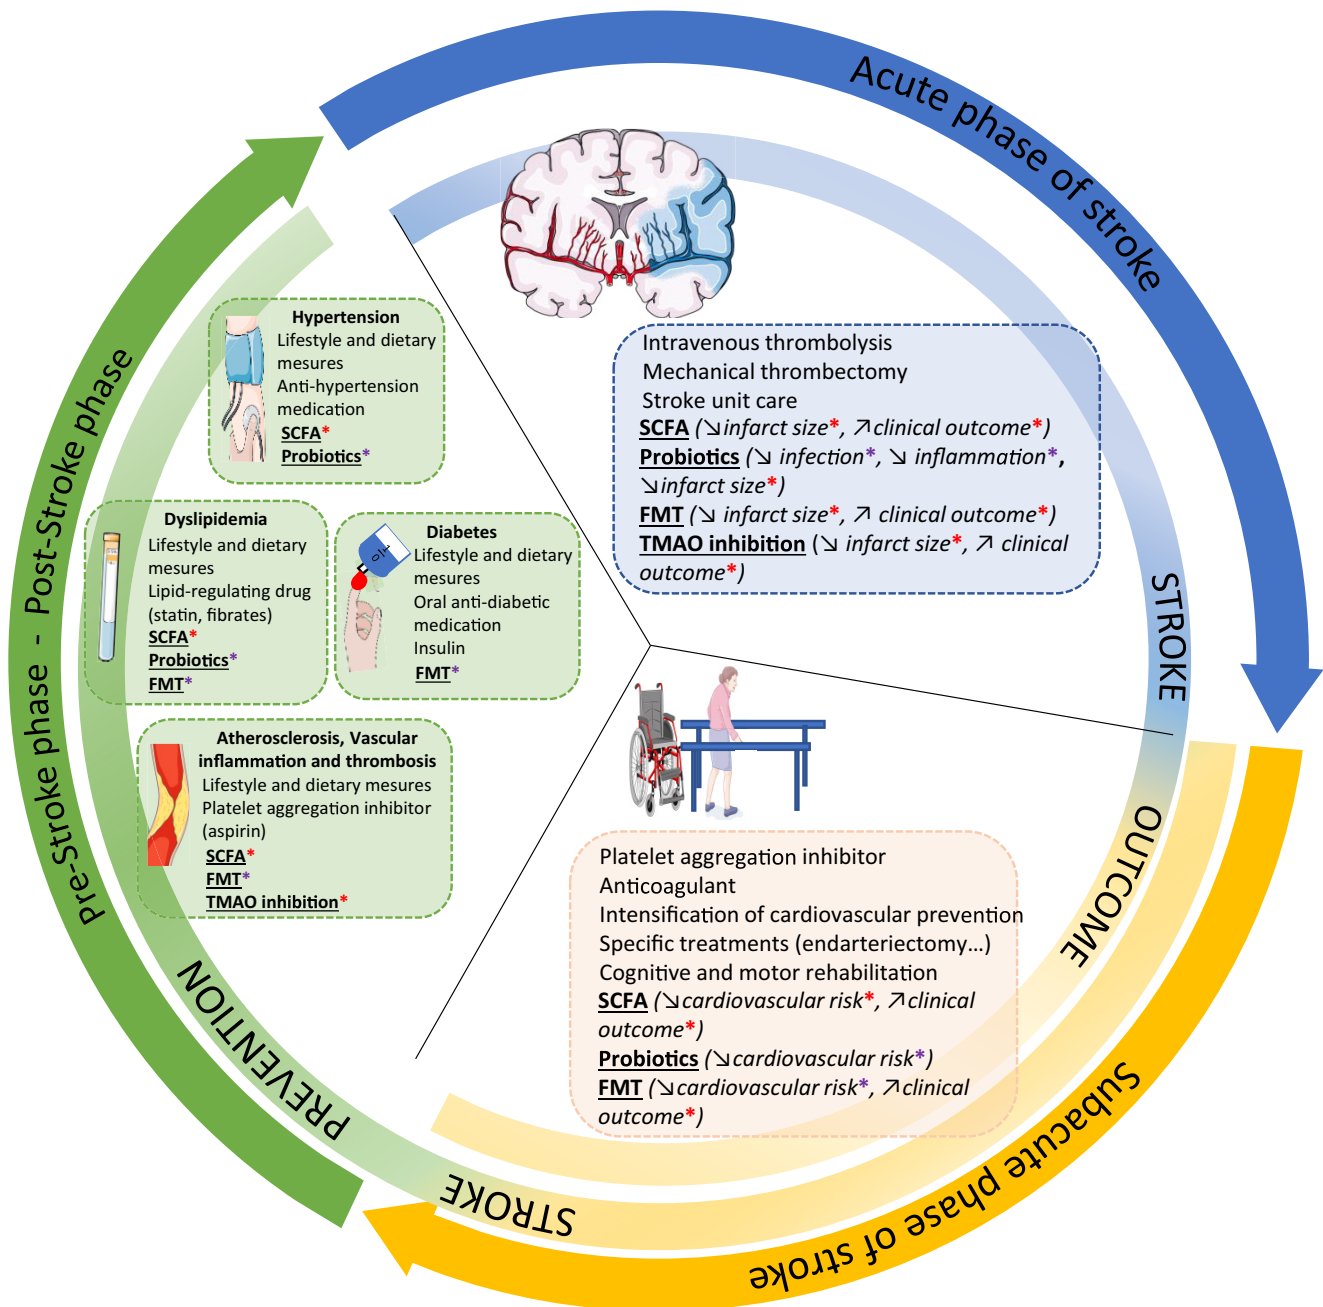 Acute phase of stroke
Pre-Stroke phase - Post-Stroke phase
Hypertension
Lifestyle and dietary
mesures
Anti-hypertension
medication
SCFA*
Probiotics*
Dyslipidemia
Lifestyle and dietary
mesures
Lipid-regulating drug
(statin, fibrates)
SCFA*
Probiotics*
FMT*
Diabetes
Lifestyle and dietary
mesures
Oral anti-diabetic
medication
Insulin
FMT*
Atherosclerosis, Vascular
inflammation and thrombosis
Lifestyle and dietary mesures
Platelet aggregation inhibitor
(aspirin)
SCFA*
FMT*
TMAO inhibition*
Intravenous thrombolysis
Mechanical thrombectomy
Stroke unit care
SCFA (↘infarct size*, ↗clinical outcome*)
Probiotics (↘ infection*, ↘ inflammation*,
↘infarct size*)
FMT (↘ infarct size*, ↗ clinical outcome*)
TMAO inhibition (↘ infarct size*, ↗ clinical
outcome*)
STROKE
OUTCOME
Platelet aggregation inhibitor
Anticoagulant
Intensification of cardiovascular prevention
Specific treatments (endarteriectomy...)
Cognitive and motor rehabilitation
SCFA (↘cardiovascular risk*, ↗clinical
outcome*)
Probiotics (↘cardiovascular risk*)
FMT (↘cardiovascular risk*, ↗clinical
outcome*)
Subacute phase of stroke
STROKE
PREVENTION